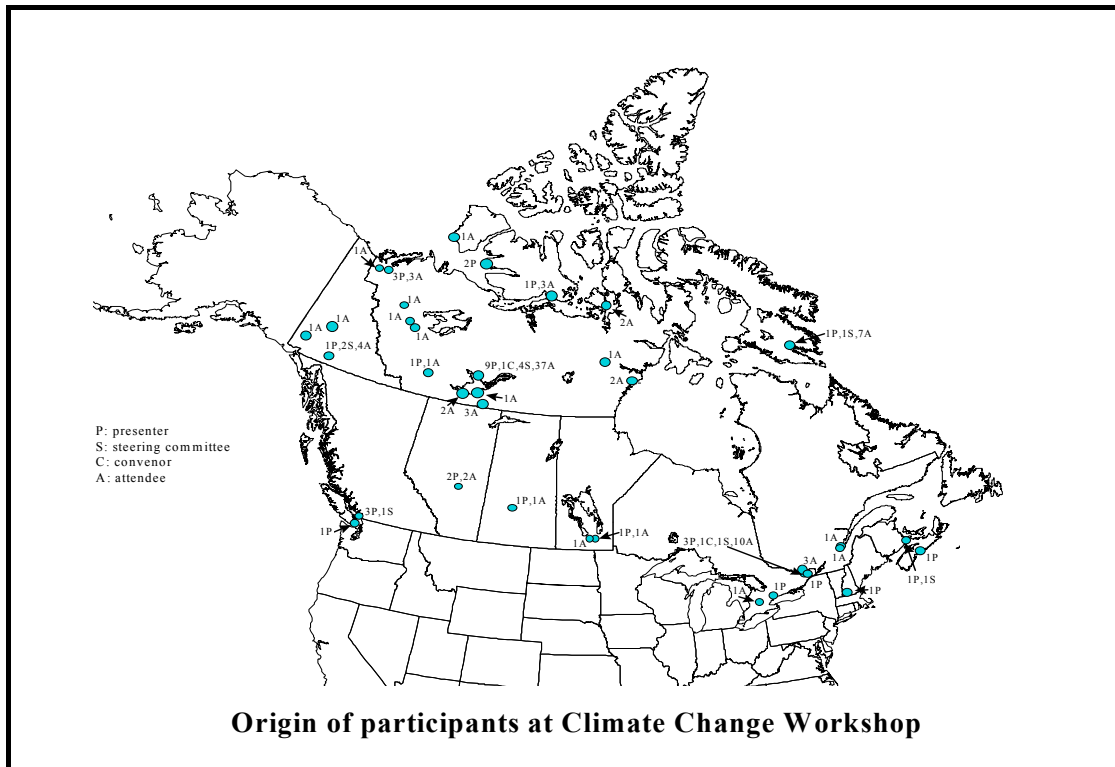 1A
2P
1A
3P,3A
1P,3A
1A
2A
1A
1A
1A
1A
1P,2S,4A
1P,1S,7A
1P,1A
9P,1C,4S,37A
1A
2A
2A
3A
1A
P: presenter
S: steering committee
C: convenor
A: attendee
2P,2A
1P,1A
3P,1S
1P
1A
1P,1A
3P,1C,1S,10A
1A
1A
3A
1P
1P
1P,1S
1A
1P
1P
Origin of participants at Climate Change Workshop